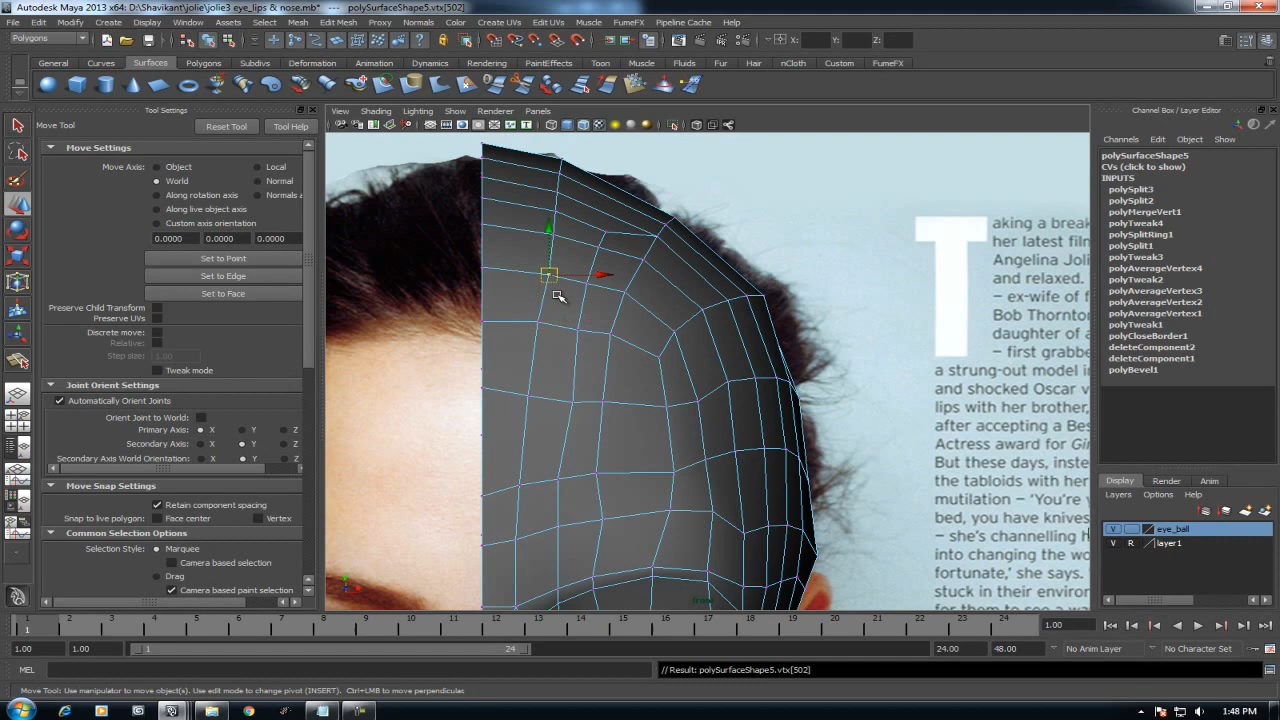 Autodesk Maya 2013 x64: D:\Shavikant\jolie\jolie3 eye_lips & nose.mb* --- polySurfaceShape5.vtx[502]
File Edit Modify Create Display Window Assets Select Mesh Edit Mesh Proxy Normals Color Create UVs Edit UVs Muscle FumeFX Pipeline Cache Help
Polygons X: Y: Z:
General Curves Surfaces Polygons Subdivs Deformation Animation Dynamics Rendering PaintEffects Toon Muscle Fluids Fur Hair nCloth Custom FumeFX
Tool Settings
Move Tool Reset Tool Tool Help
Move Settings
Move Axis: Object Local
World Normal
Along rotation axis Normals a
Along live object axis
Custom axis orientation
0.0000 0.0000 0.0000
Set to Point
Set to Edge
Set to Face
Preserve Child Transform
Preserve UVs
Discrete move:
Relative:
Step size: 1.00
Tweak mode
Joint Orient Settings
Automatically Orient Joints
Orient Joint to World:
Primary Axis: X Y Z
Secondary Axis: X Y Z
Secondary Axis World Orientation: X Y Z
Move Snap Settings
Retain component spacing
Snap to live polygon: Face center Vertex
Common Selection Options
Selection Style: Marquee
Camera based selection
Drag
Camera based paint selection
View Shading Lighting Show Renderer Panels
T
aking a break
her latest film
Angelina Joli
and relaxed.
– ex-wife of f
Bob Thornton
daughter of a
– first grabbe
a strung-out model in
and shocked Oscar v
lips with her brother,
after accepting a Bes
Actress award for Girl
But these days, inste
the tabloids with her
mutilation – ‘You’re y
bed, you have knives
– she’s channelling h
into changing the wo
fortunate,’ she says.
stuck in their environ
for them to see a wa
front
Channel Box / Layer Editor
Channels Edit Object Show
polySurfaceShape5
CVs (click to show)
INPUTS
polySplit3
polySplit2
polyMergeVert1
polyTweak4
polySplitRing1
polySplit1
polyTweak3
polyAverageVertex4
polyTweak2
polyAverageVertex3
polyAverageVertex2
polyAverageVertex1
polyTweak1
polyCloseBorder1
deleteComponent2
deleteComponent1
polyBevel1
Display Render Anim
Layers Options Help
V eye_ball
V R layer1
1 2 3 4 5 6 7 8 9 10 11 12 13 14 15 16 17 18 19 20 21 22 23 24
1 1.00
1.00 1.00 1 24 24.00 48.00 No Anim Layer No Character Set
MEL // Result: polySurfaceShape5.vtx[502]
Move Tool: Use manipulator to move object(s). Use edit mode to change pivot (INSERT). Ctrl+LMB to move perpendicular.
1:48 PM